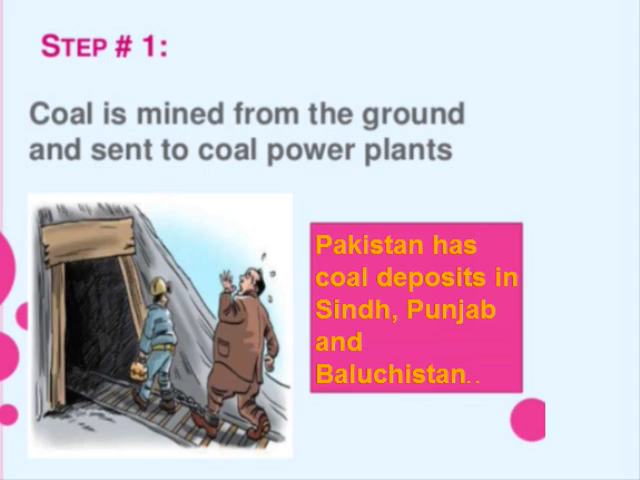 STEP # 1:
Coal is mined from the ground
and sent to coal power plants
Pakistan has
coal deposits in
Sindh, Punjab
and
Baluchistan..